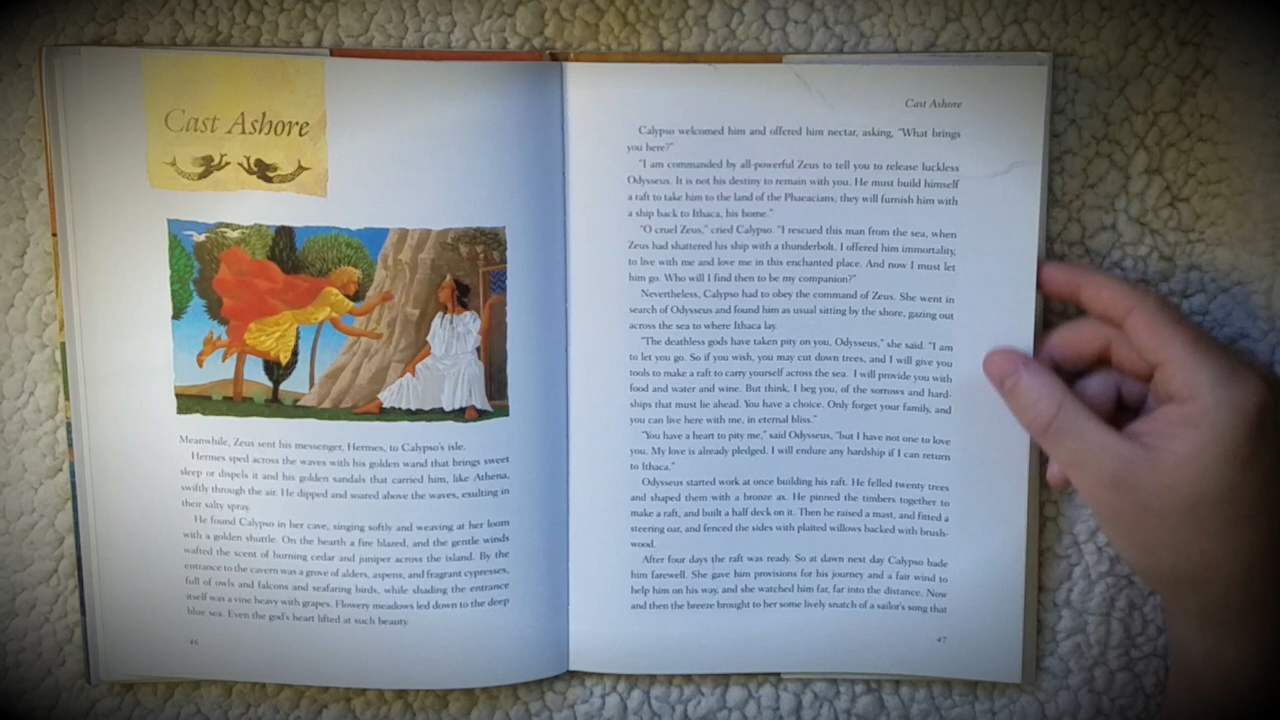 Cast Ashore
Meanwhile, Zeus sent his messenger, Hermes, to Calypso's isle.
Hermes sped across the waves with his golden wand that brings sweet
sleep or dispels it and his golden sandals that carried him, like Athena,
swiftly through the air. He dipped and soared above the waves, exulting in
their salty spray.
He found Calypso in her cave, singing softly and weaving at her loom
with a golden shuttle. On the hearth a fire blazed, and the gentle winds
wafted the scent of burning cedar and juniper across the island. By the
entrance to the cavern was a grove of alders, aspens, and fragrant cypresses,
full of owls and falcons and seafaring birds, while shading the entrance
itself was a vine heavy with grapes. Flowery meadows led down to the deep
blue sea. Even the god's heart lifted at such beauty.
46
Cast Ashore
Calypso welcomed him and offered him nectar, asking, "What brings
you here?"
"I am commanded by all-powerful Zeus to tell you to release luckless
Odysseus. It is not his destiny to remain with you. He must build himself
a raft to take him to the land of the Phaeacians; they will furnish him with
a ship back to Ithaca, his home."
"O cruel Zeus," cried Calypso. "I rescued this man from the sea, when
Zeus had shattered his ship with a thunderbolt. I offered him immortality,
to live with me and love me in this enchanted place. And now I must let
him go. Who will I find then to be my companion?"
Nevertheless, Calypso had to obey the command of Zeus. She went in
search of Odysseus and found him as usual sitting by the shore, gazing out
across the sea to where Ithaca lay.
"The deathless gods have taken pity on you, Odysseus," she said. "I am
to let you go. So if you wish, you may cut down trees, and I will give you
tools to make a raft to carry yourself across the sea. I will provide you with
food and water and wine. But think, I beg you, of the sorrows and hard-
ships that must lie ahead. You have a choice. Only forget your family, and
you can live here with me, in eternal bliss."
"You have a heart to pity me," said Odysseus, "but I have not one to love
you. My love is already pledged. I will endure any hardship if I can return
to Ithaca."
Odysseus started work at once building his raft. He felled twenty trees
and shaped them with a bronze ax. He pinned the timbers together to
make a raft, and built a half deck on it. Then he raised a mast, and fitted a
steering oar, and fenced the sides with plaited willows backed with brush-
wood.
After four days the raft was ready. So at dawn next day Calypso bade
him farewell. She gave him provisions for his journey and a fair wind to
help him on his way, and she watched him far, far into the distance. Now
and then the breeze brought to her some lively snatch of a sailor's song that
47